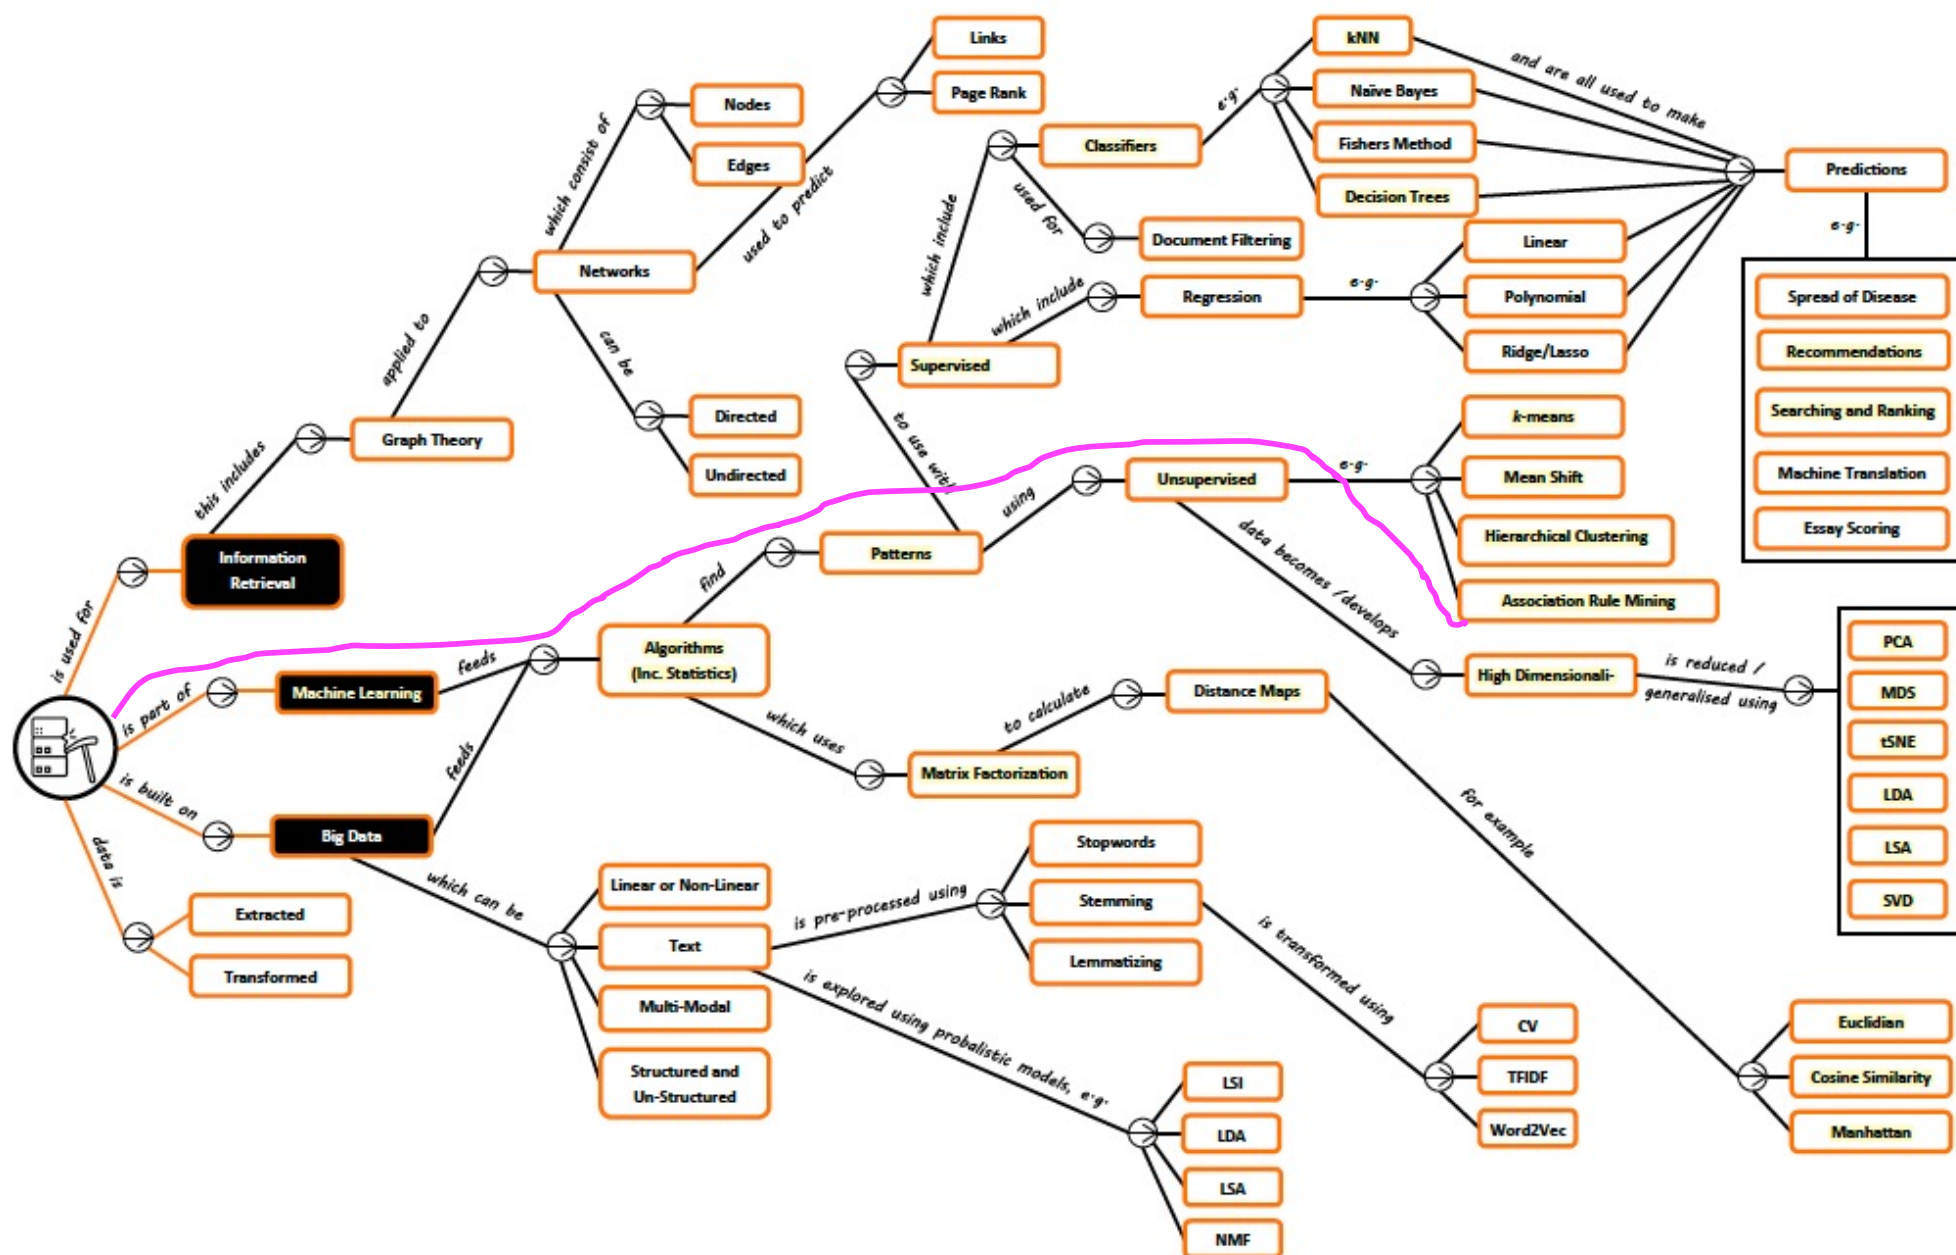 Links
Page Rank
Nodes
Edges
which consist of
used to predict
Networks
can be
Directed
Undirected
applied to
Graph Theory
this includes
Information
Retrieval
is used for
is part of
Machine Learning
feeds
is built on
Big Data
feeds
data is
Extracted
Transformed
Algorithms
(Inc. Statistics)
find
Patterns
to use with
Supervised
which include
Classifiers
used for
Document Filtering
which include
Regression
e.g.
kNN
Naïve Bayes
Fishers Method
Decision Trees
and are all used to make
Predictions
e.g.
Linear
Polynomial
Ridge/Lasso
e.g.
Spread of Disease
Recommendations
Searching and Ranking
Machine Translation
Essay Scoring
using
Unsupervised
e.g.
k-means
Mean Shift
Hierarchical Clustering
Association Rule Mining
data becomes /develops
High Dimensionali-
is reduced /
generalised using
PCA
MDS
tSNE
LDA
LSA
SVD
which uses
Matrix Factorization
to calculate
Distance Maps
for example
Euclidian
Cosine Similarity
Manhattan
which can be
Linear or Non-Linear
Text
Multi-Modal
Structured and
Un-Structured
is pre-processed using
Stopwords
Stemming
Lemmatizing
is transformed using
CV
TFIDF
Word2Vec
is explored using probalistic models, e.g.
LSI
LDA
LSA
NMF